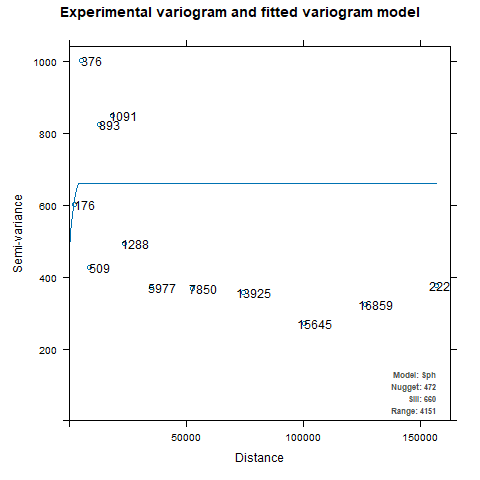 Experimental variogram and fitted variogram model
1000
800
600
400
200
Semi-variance
376
1091
893
176
1288
509
5977
7850
13925
15645
16859
222
Model: Sph
Nugget: 472
Sill: 660
Range: 4151
50000
100000
150000
Distance